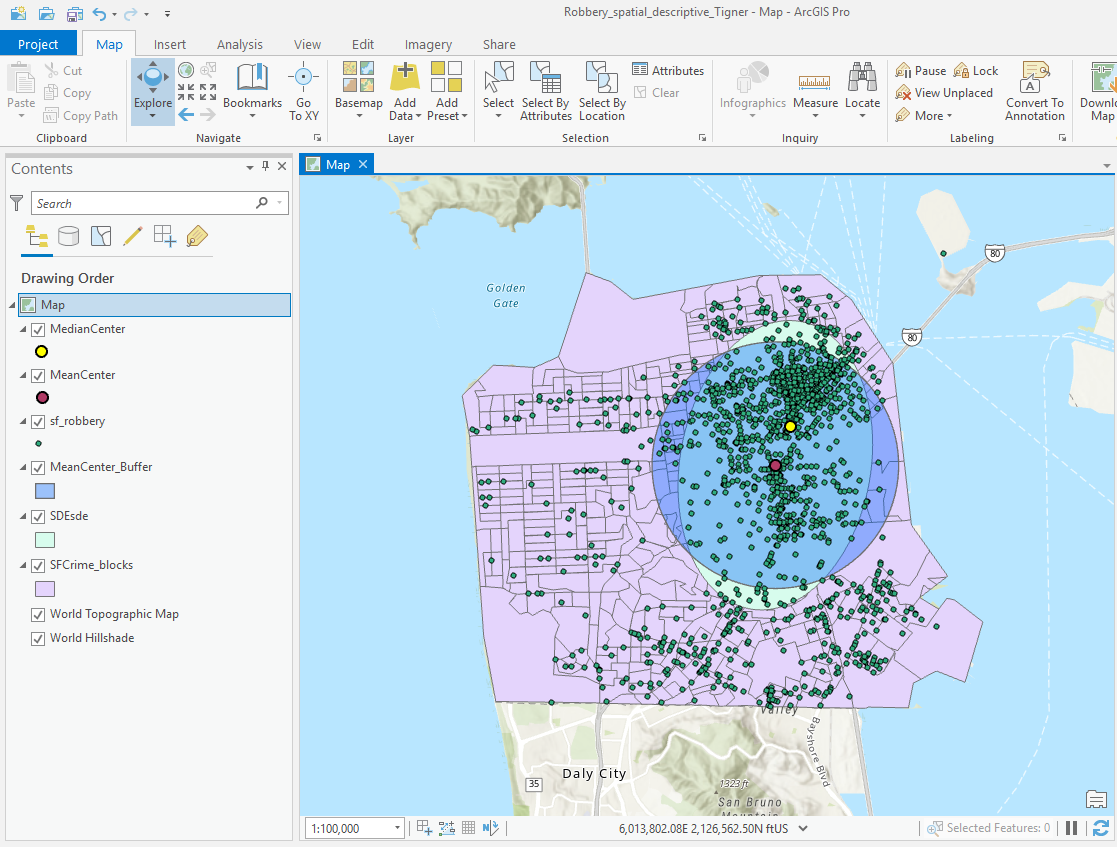 Robbery_spatial_descriptive_Tigner - Map - ArcGIS Pro
Project Map Insert Analysis View Edit Imagery Share
Paste
Cut
Copy
Copy Path
Clipboard
Explore
Bookmarks
Go
To XY
Navigate
Basemap
Add
Data
Add
Preset
Layer
Select
Select By
Attributes
Select By
Location
Attributes
Clear
Selection
Infographics
Measure
Locate
Inquiry
Pause
Lock
View Unplaced
More
Convert To
Annotation
Labeling
Downlo
Map
Contents
Search
Drawing Order
Map
MedianCenter
MeanCenter
sf_robbery
MeanCenter_Buffer
SDEsde
SFCrime_blocks
World Topographic Map
World Hillshade
Map
Golden
Gate
80
80
Valley
Bayshore Blvd
Daly City
35
1323 ft
San Bruno
Mountain
1:100,000
6,013,802.08E 2,126,562.50N ftUS
Selected Features: 0